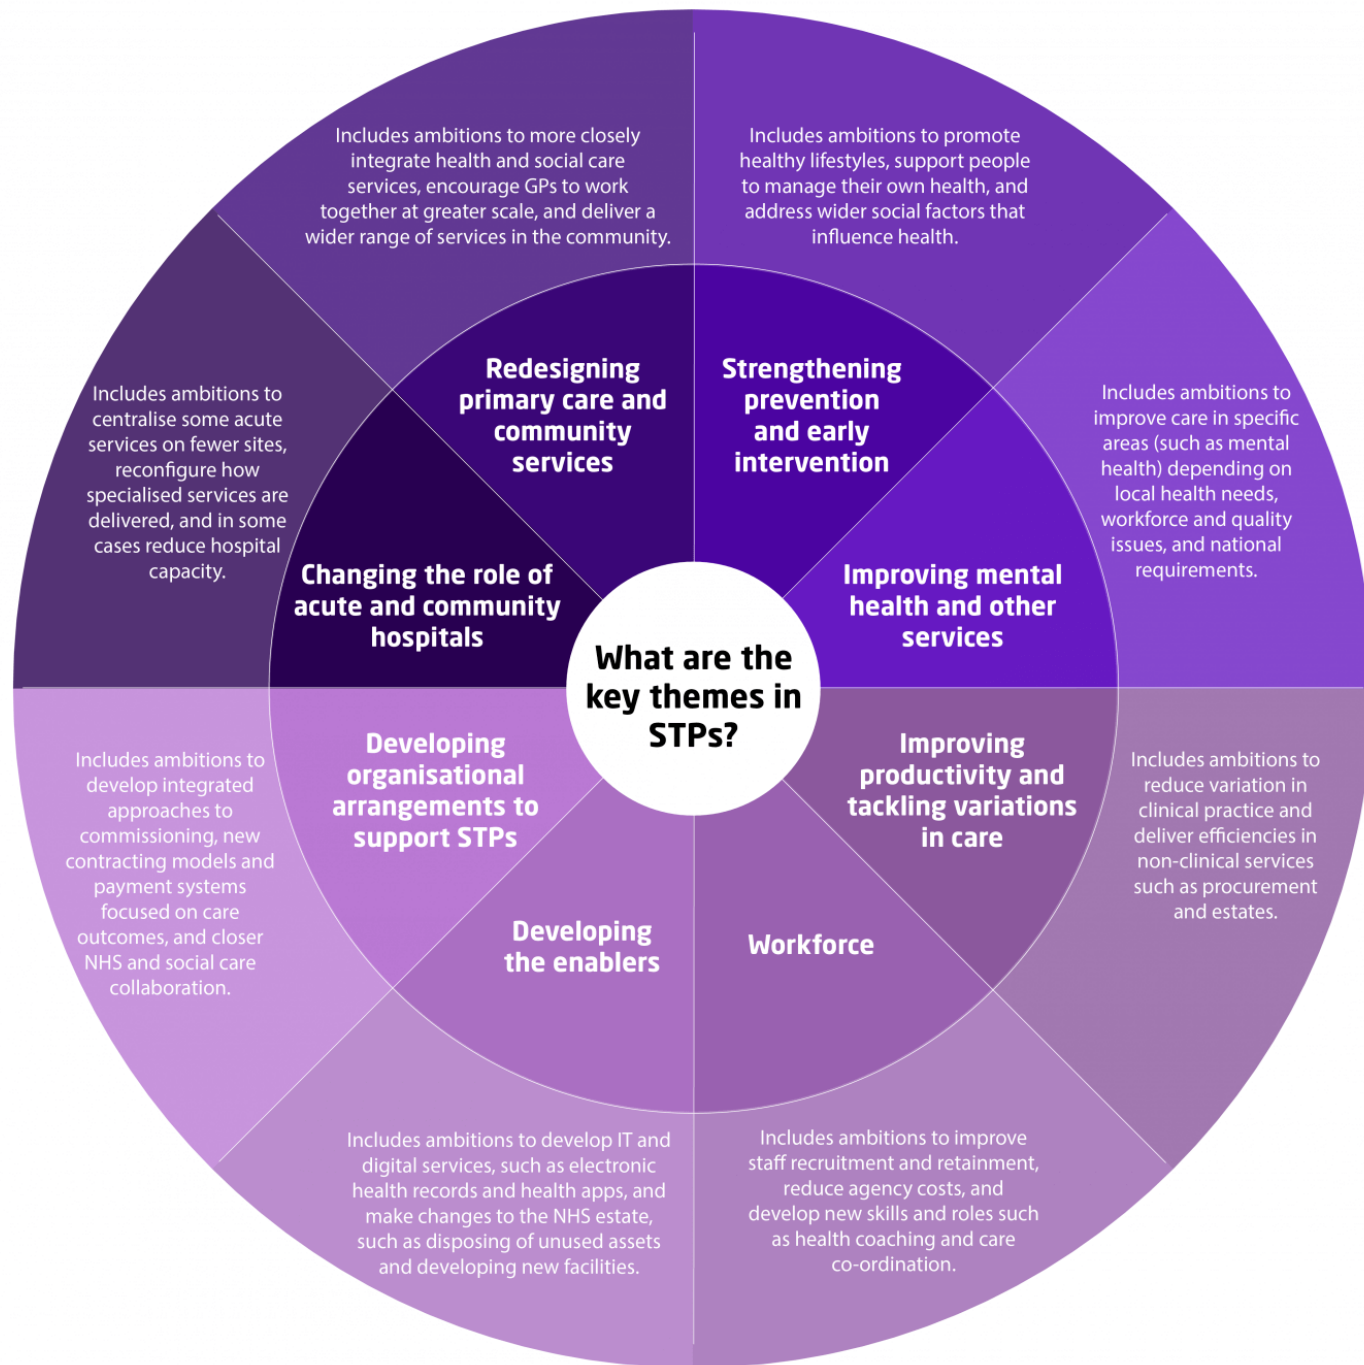 What are the
key themes in
STPs?
Strengthening
prevention
and early
intervention
Includes ambitions to promote
healthy lifestyles, support people
to manage their own health, and
address wider social factors that
influence health.
Improving mental
health and other
services
Includes ambitions to
improve care in specific
areas (such as mental
health) depending on
local health needs,
workforce and quality
issues, and national
requirements.
Improving
productivity and
tackling variations
in care
Includes ambitions to
reduce variation in
clinical practice and
deliver efficiencies in
non-clinical services
such as procurement
and estates.
Workforce
Includes ambitions to improve
staff recruitment and retainment,
reduce agency costs, and
develop new skills and roles such
as health coaching and care
co-ordination.
Developing
the enablers
Includes ambitions to develop IT and
digital services, such as electronic
health records and health apps, and
make changes to the NHS estate,
such as disposing of unused assets
and developing new facilities.
Developing
organisational
arrangements to
support STPs
Includes ambitions to
develop integrated
approaches to
commissioning, new
contracting models and
payment systems
focused on care
outcomes, and closer
NHS and social care
collaboration.
Changing the role of
acute and community
hospitals
Includes ambitions to
centralise some acute
services on fewer sites,
reconfigure how
specialised services are
delivered, and in some
cases reduce hospital
capacity.
Redesigning
primary care and
community
services
Includes ambitions to more closely
integrate health and social care
services, encourage GPs to work
together at greater scale, and deliver a
wider range of services in the community.